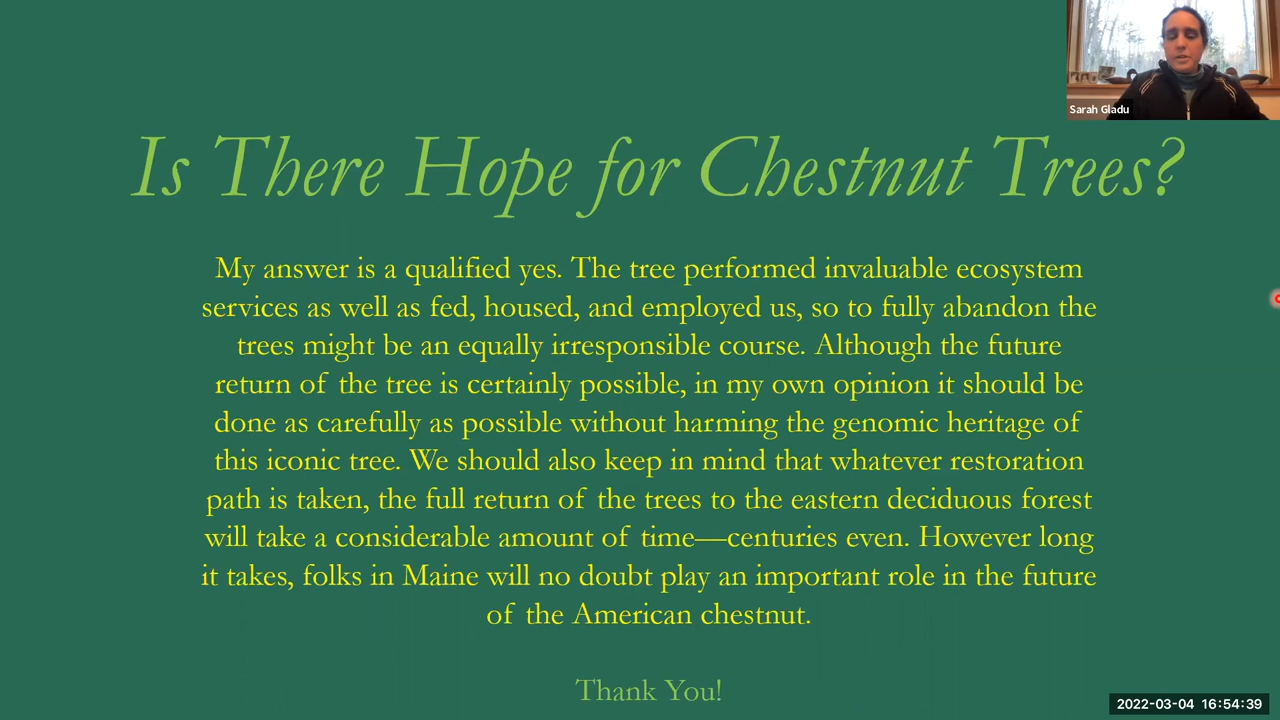 Sarah Gladu
Is There Hope for Chestnut Trees?
My answer is a qualified yes. The tree performed invaluable ecosystem
services as well as fed, housed, and employed us, so to fully abandon the
trees might be an equally irresponsible course. Although the future
return of the tree is certainly possible, in my own opinion it should be
done as carefully as possible without harming the genomic heritage of
this iconic tree. We should also keep in mind that whatever restoration
path is taken, the full return of the trees to the eastern deciduous forest
will take a considerable amount of time—centuries even. However long
it takes, folks in Maine will no doubt play an important role in the future
of the American chestnut.
Thank You!
2022-03-04 16:54:39